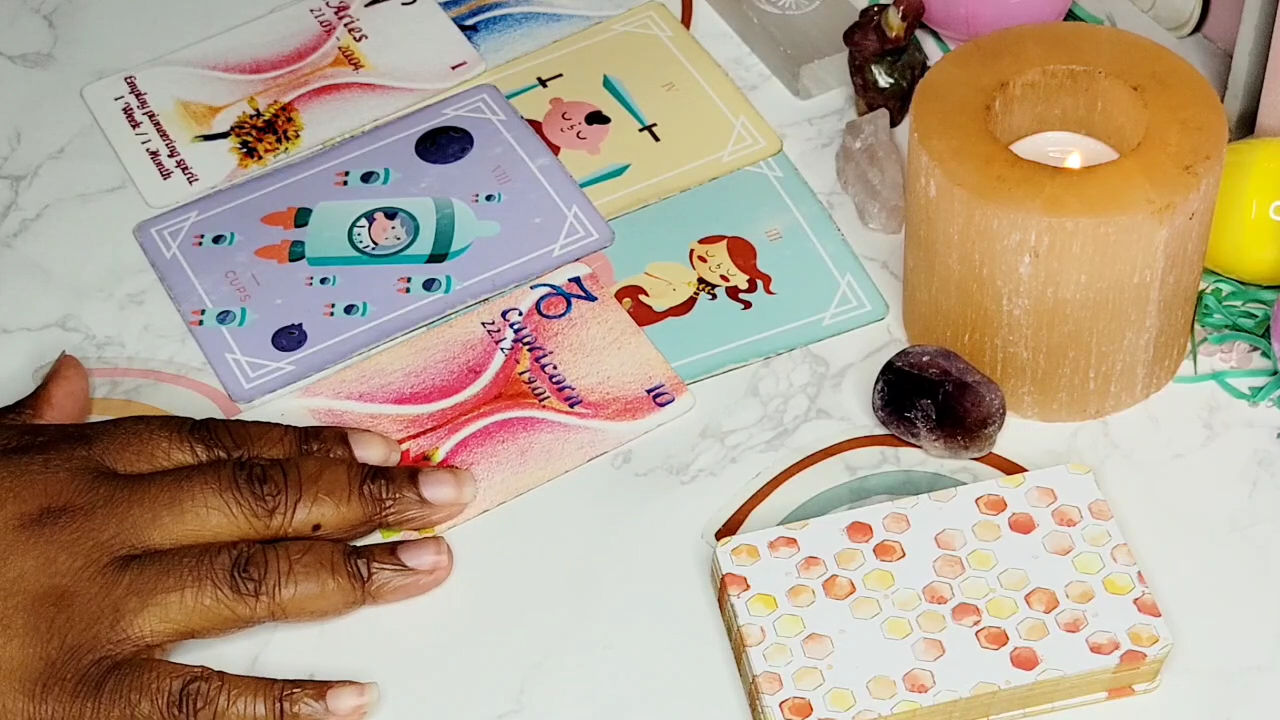 Aries
21.03 - 20.04.
1
Employ pioneering spirit
1 Week / 1 Month
IV
VIII
CUPS
III
Capricorn
22.12. - 19.01.
10